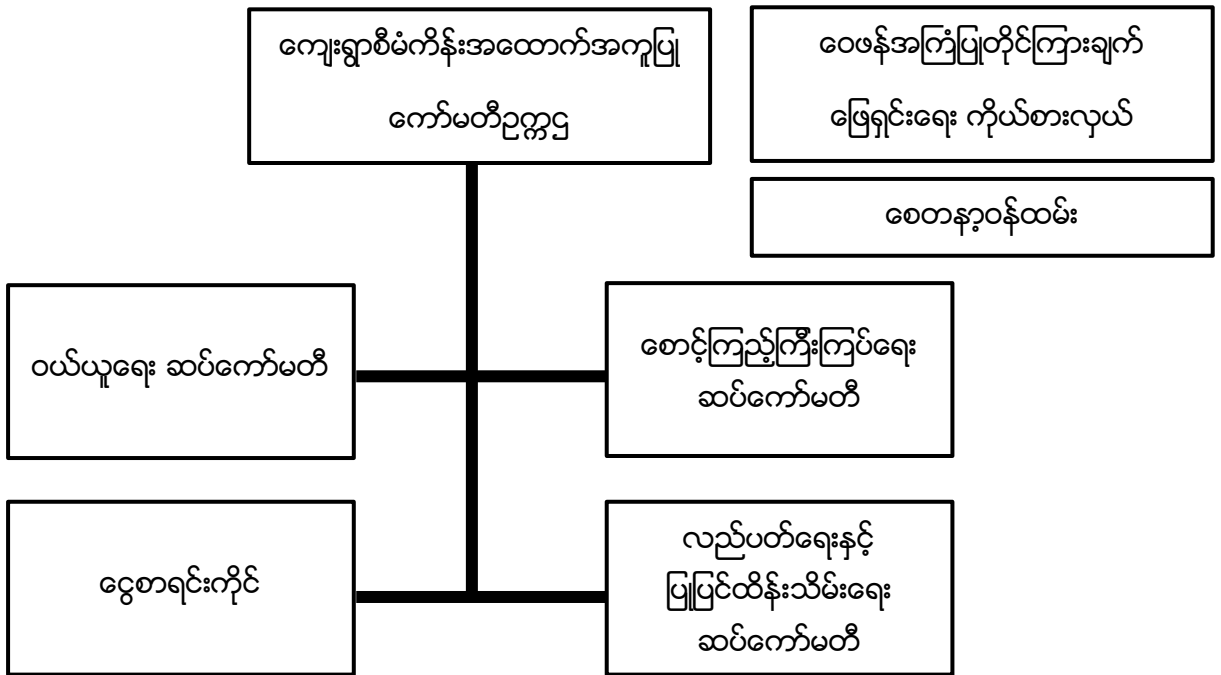 ကျေးရွာစီမံကိန်းအထောက်အကူပြု
ကော်မတီဥက္ကဌ
ဝေဖန်အကြံပြုတိုင်ကြားချက်
ဖြေရှင်းရေး ကိုယ်စားလှယ်
စေတနာ့ဝန်ထမ်း
ဝယ်ယူရေး ဆပ်ကော်မတီ
စောင့်ကြည့်ကြီးကြပ်ရေး
ဆပ်ကော်မတီ
ငွေစာရင်းကိုင်
လည်ပတ်ရေးနှင့်
ပြုပြင်ထိန်းသိမ်းရေး
ဆပ်ကော်မတီ